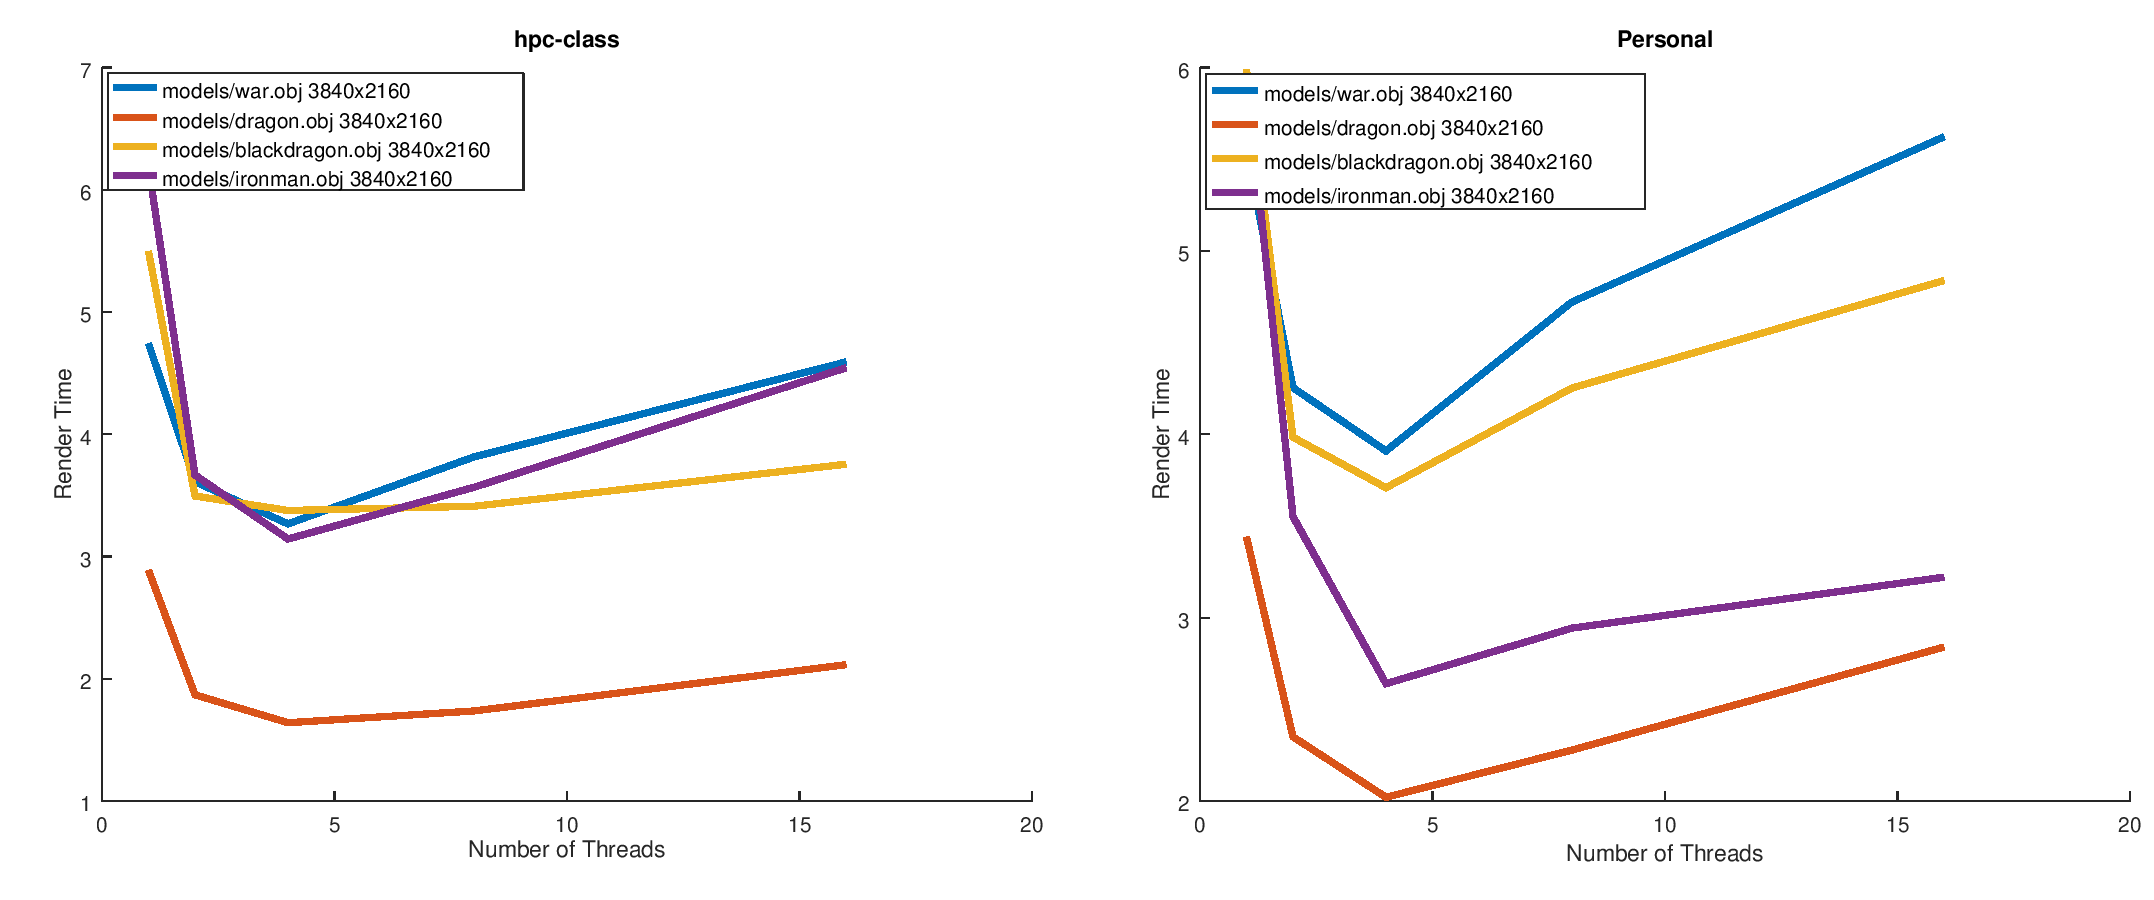 hpc-class
7
6
5
4
3
2
1
Render Time
models/war.obj 3840x2160
models/dragon.obj 3840x2160
models/blackdragon.obj 3840x2160
models/ironman.obj 3840x2160
0
5
10
15
20
Number of Threads
Personal
6
5
4
3
2
Render Time
models/war.obj 3840x2160
models/dragon.obj 3840x2160
models/blackdragon.obj 3840x2160
models/ironman.obj 3840x2160
0
5
10
15
20
Number of Threads